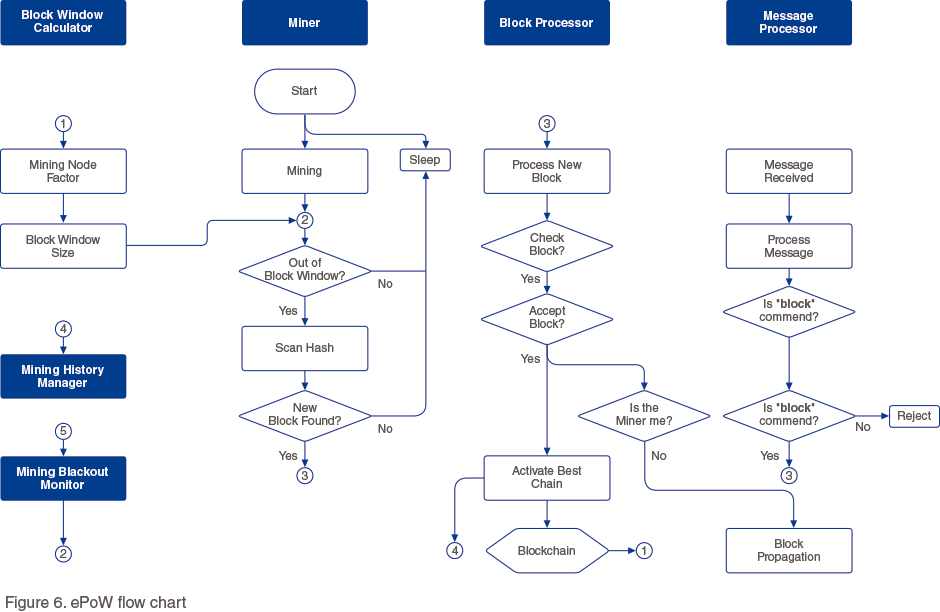 Block Window
Calculator
Miner
Block Processor
Message
Processor
1
Mining Node
Factor
Block Window
Size
4
Mining History
Manager
5
Mining Blackout
Monitor
2
Start
Sleep
Mining
2
Out of
Block Window?
No
Yes
Scan Hash
New
Block Found?
No
Yes
3
3
Process New
Block
Check
Block?
Yes
Accept
Block?
Yes
Is the
Miner me?
No
Activate Best
Chain
4
Blockchain
1
Message
Received
Process
Message
Is "block"
commend?
Is "block"
commend?
No
Reject
Yes
3
Block
Propagation
Figure 6. ePoW flow chart